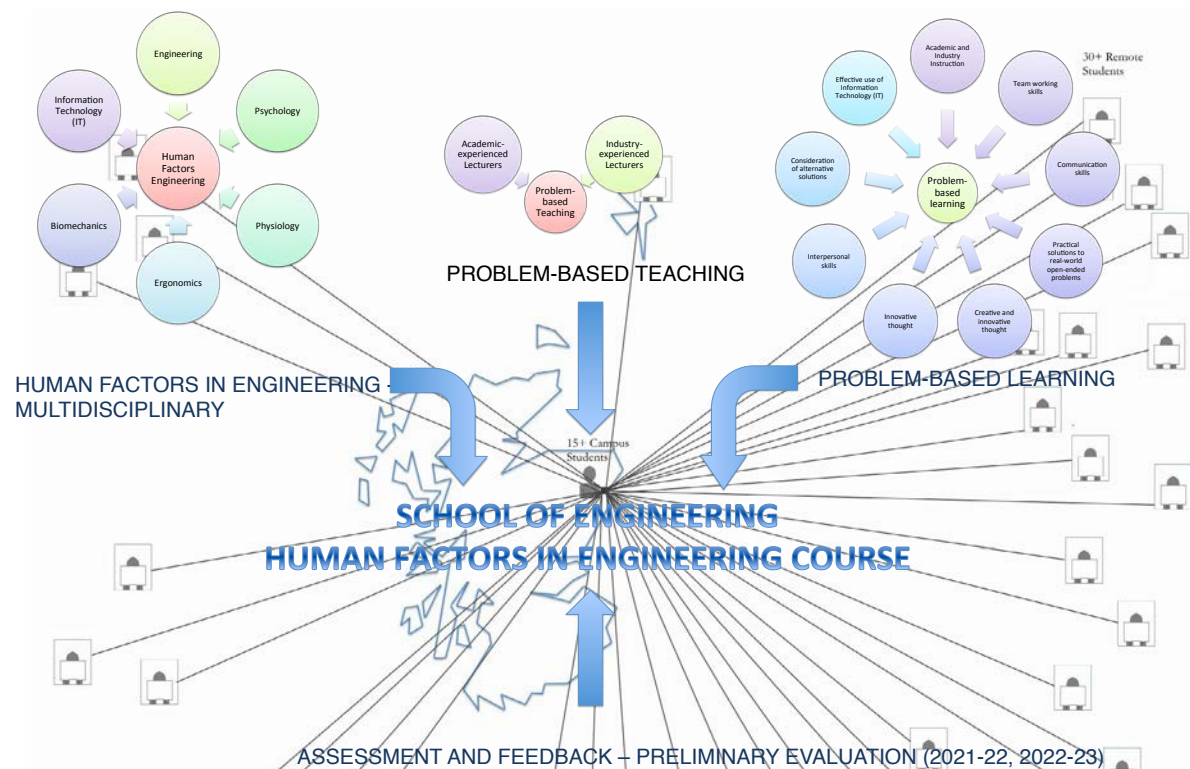 Engineering
Information
Technology
(IT)
Psychology
Human
Factors
Engineering
Biomechanics
Physiology
Ergonomics
Academic-
experienced
Lecturers
Industry-
experienced
Lecturers
Problem-
based
Teaching
Academic and
Industry
Instruction
Effective use of
Information
Technology (IT)
Team working
skills
30+ Remote
Students
Consideration
of alternative
solutions
Communication
skills
Problem-
based
learning
Interpersonal
skills
Practical
solutions to
real-world
open-ended
problems
Innovative
thought
Creative and
innovative
thought
PROBLEM-BASED TEACHING
HUMAN FACTORS IN ENGINEERING -
MULTIDISCIPLINARY
PROBLEM-BASED LEARNING
15+ Campus
Students
SCHOOL OF ENGINEERING
HUMAN FACTORS IN ENGINEERING COURSE
ASSESSMENT AND FEEDBACK – PRELIMINARY EVALUATION (2021-22, 2022-23)